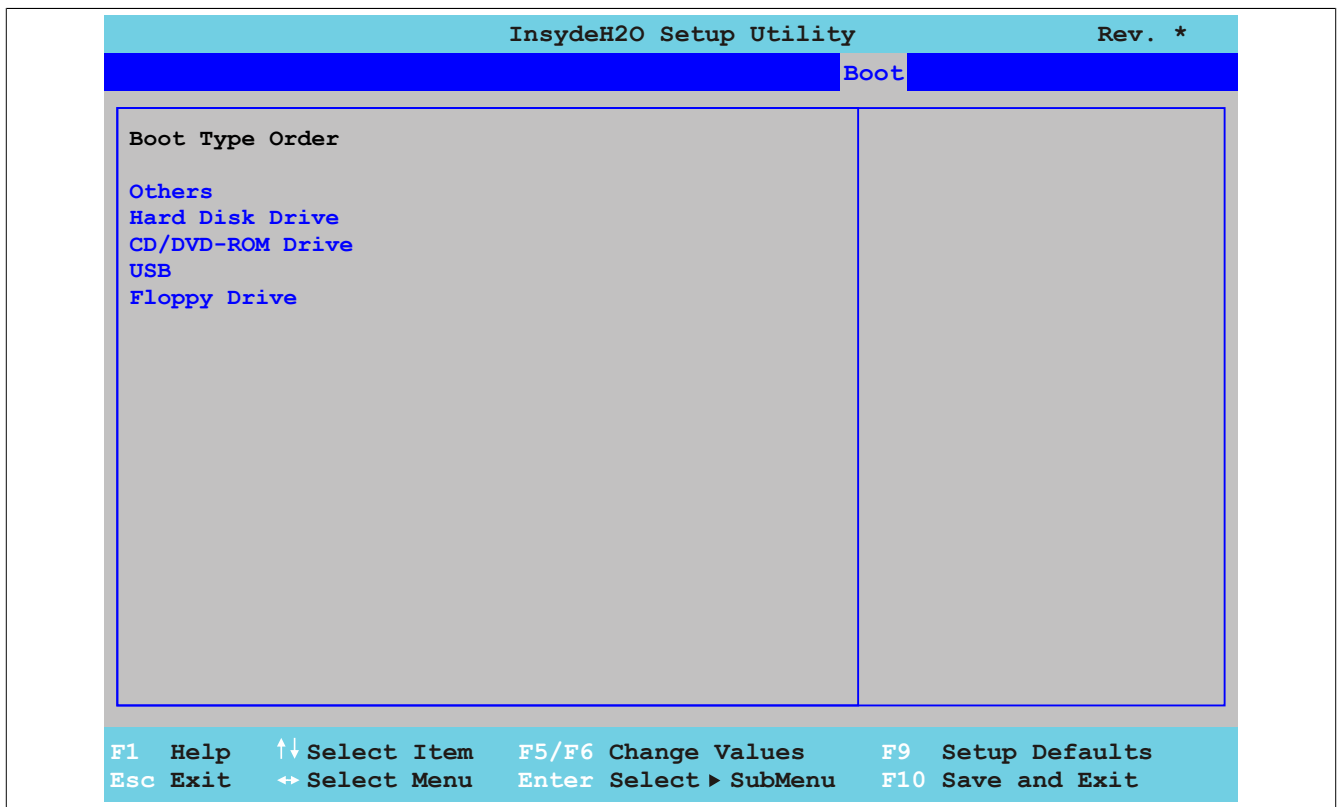 InsydeH2O Setup Utility Rev. *
Boot
Boot Type Order
Others
Hard Disk Drive
CD/DVD-ROM Drive
USB
Floppy Drive
F1 Help ↑↓ Select Item F5/F6 Change Values F9 Setup Defaults
Esc Exit ↔ Select Menu Enter Select ▶ SubMenu F10 Save and Exit